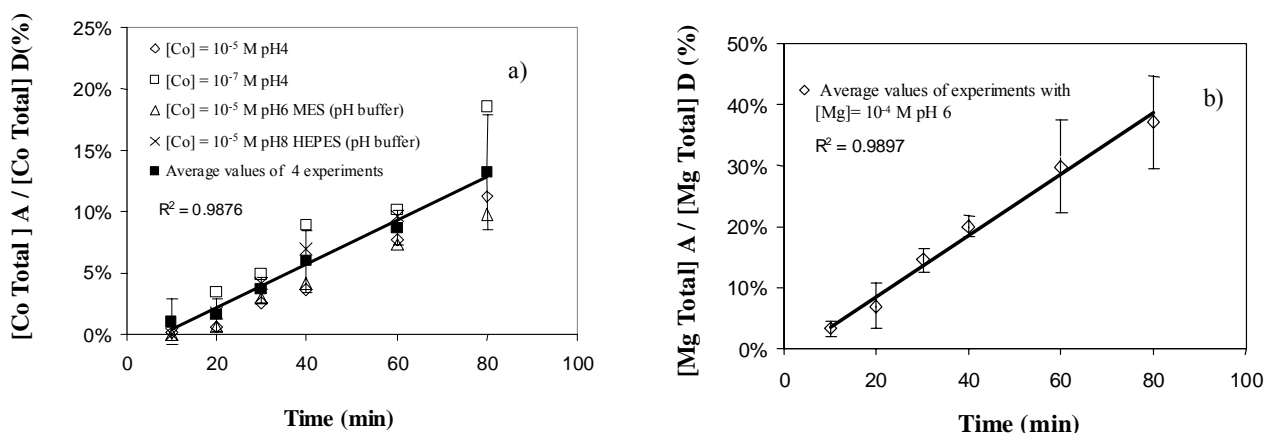 [Co Total ] A / [Co Total] D(%)
25%
20%
15%
10%
5%
0%
[Co] = 10⁻⁵ M pH4
[Co] = 10⁻⁷ M pH4
[Co] = 10⁻⁵ M pH6 MES (pH buffer)
[Co] = 10⁻⁵ M pH8 HEPES (pH buffer)
Average values of 4 experiments
R² = 0.9876
a)
0 20 40 60 80 100
Time (min)
[Mg Total] A / [Mg Total] D (%)
50%
40%
30%
20%
10%
0%
Average values of experiments with
[Mg]= 10⁻⁴ M pH 6
R² = 0.9897
b)
0 20 40 60 80 100
Time (min)